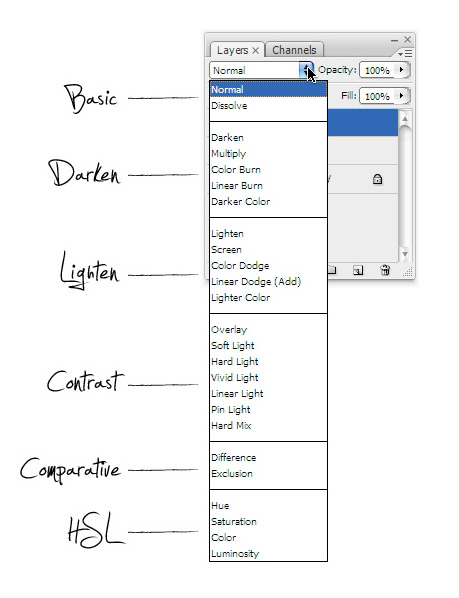 Layers
Channels
Normal
Opacity:
100%
Basic
Normal
Dissolve
Fill:
100%
Darken
Darken
Multiply
Color Burn
Linear Burn
Darker Color
Lighten
Lighten
Screen
Color Dodge
Linear Dodge (Add)
Lighter Color
Contrast
Overlay
Soft Light
Hard Light
Vivid Light
Linear Light
Pin Light
Hard Mix
Comparative
Difference
Exclusion
HSL
Hue
Saturation
Color
Luminosity